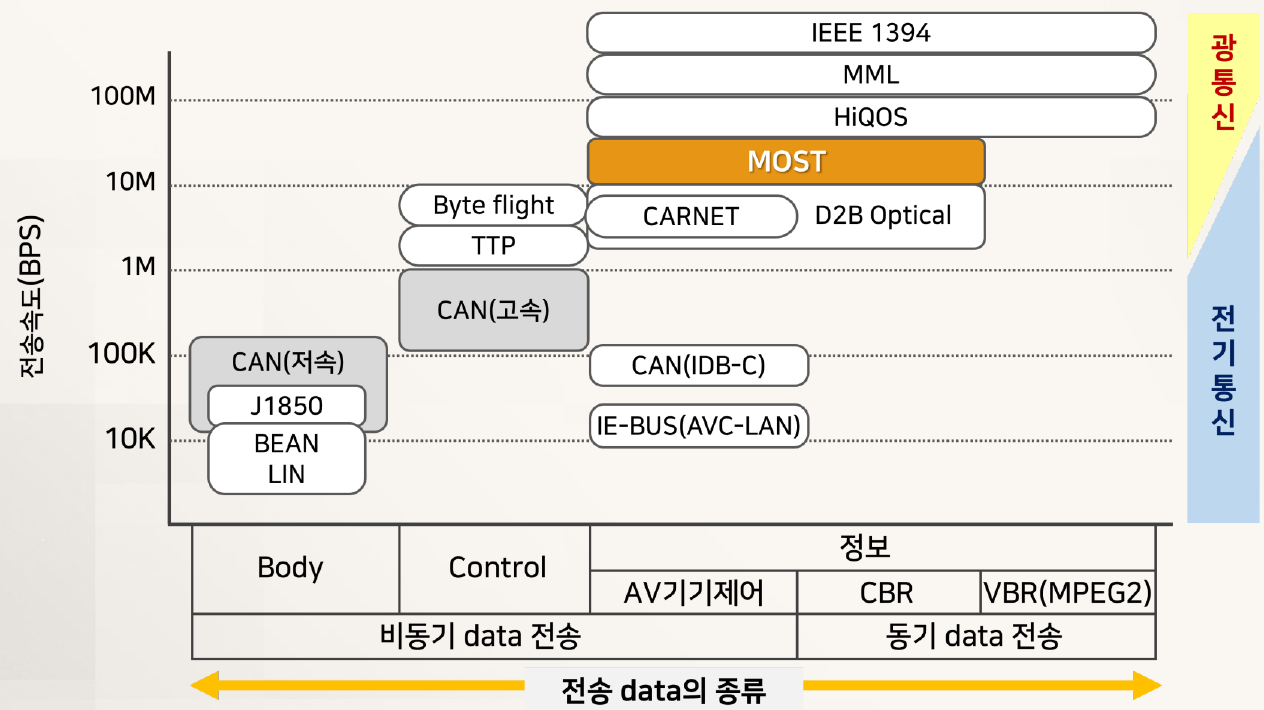 IEEE 1394
MML
HiQOS
MOST
Byte flight
CARNET
D2B Optical
TTP
CAN(고속)
CAN(저속)
J1850
BEAN
LIN
CAN(IDB-C)
IE-BUS(AVC-LAN)
100M
10M
1M
100K
10K
전송속도(BPS)
광통신
전기통신
Body
Control
정보
AV기기제어
CBR
VBR(MPEG2)
비동기 data 전송
동기 data 전송
전송 data의 종류